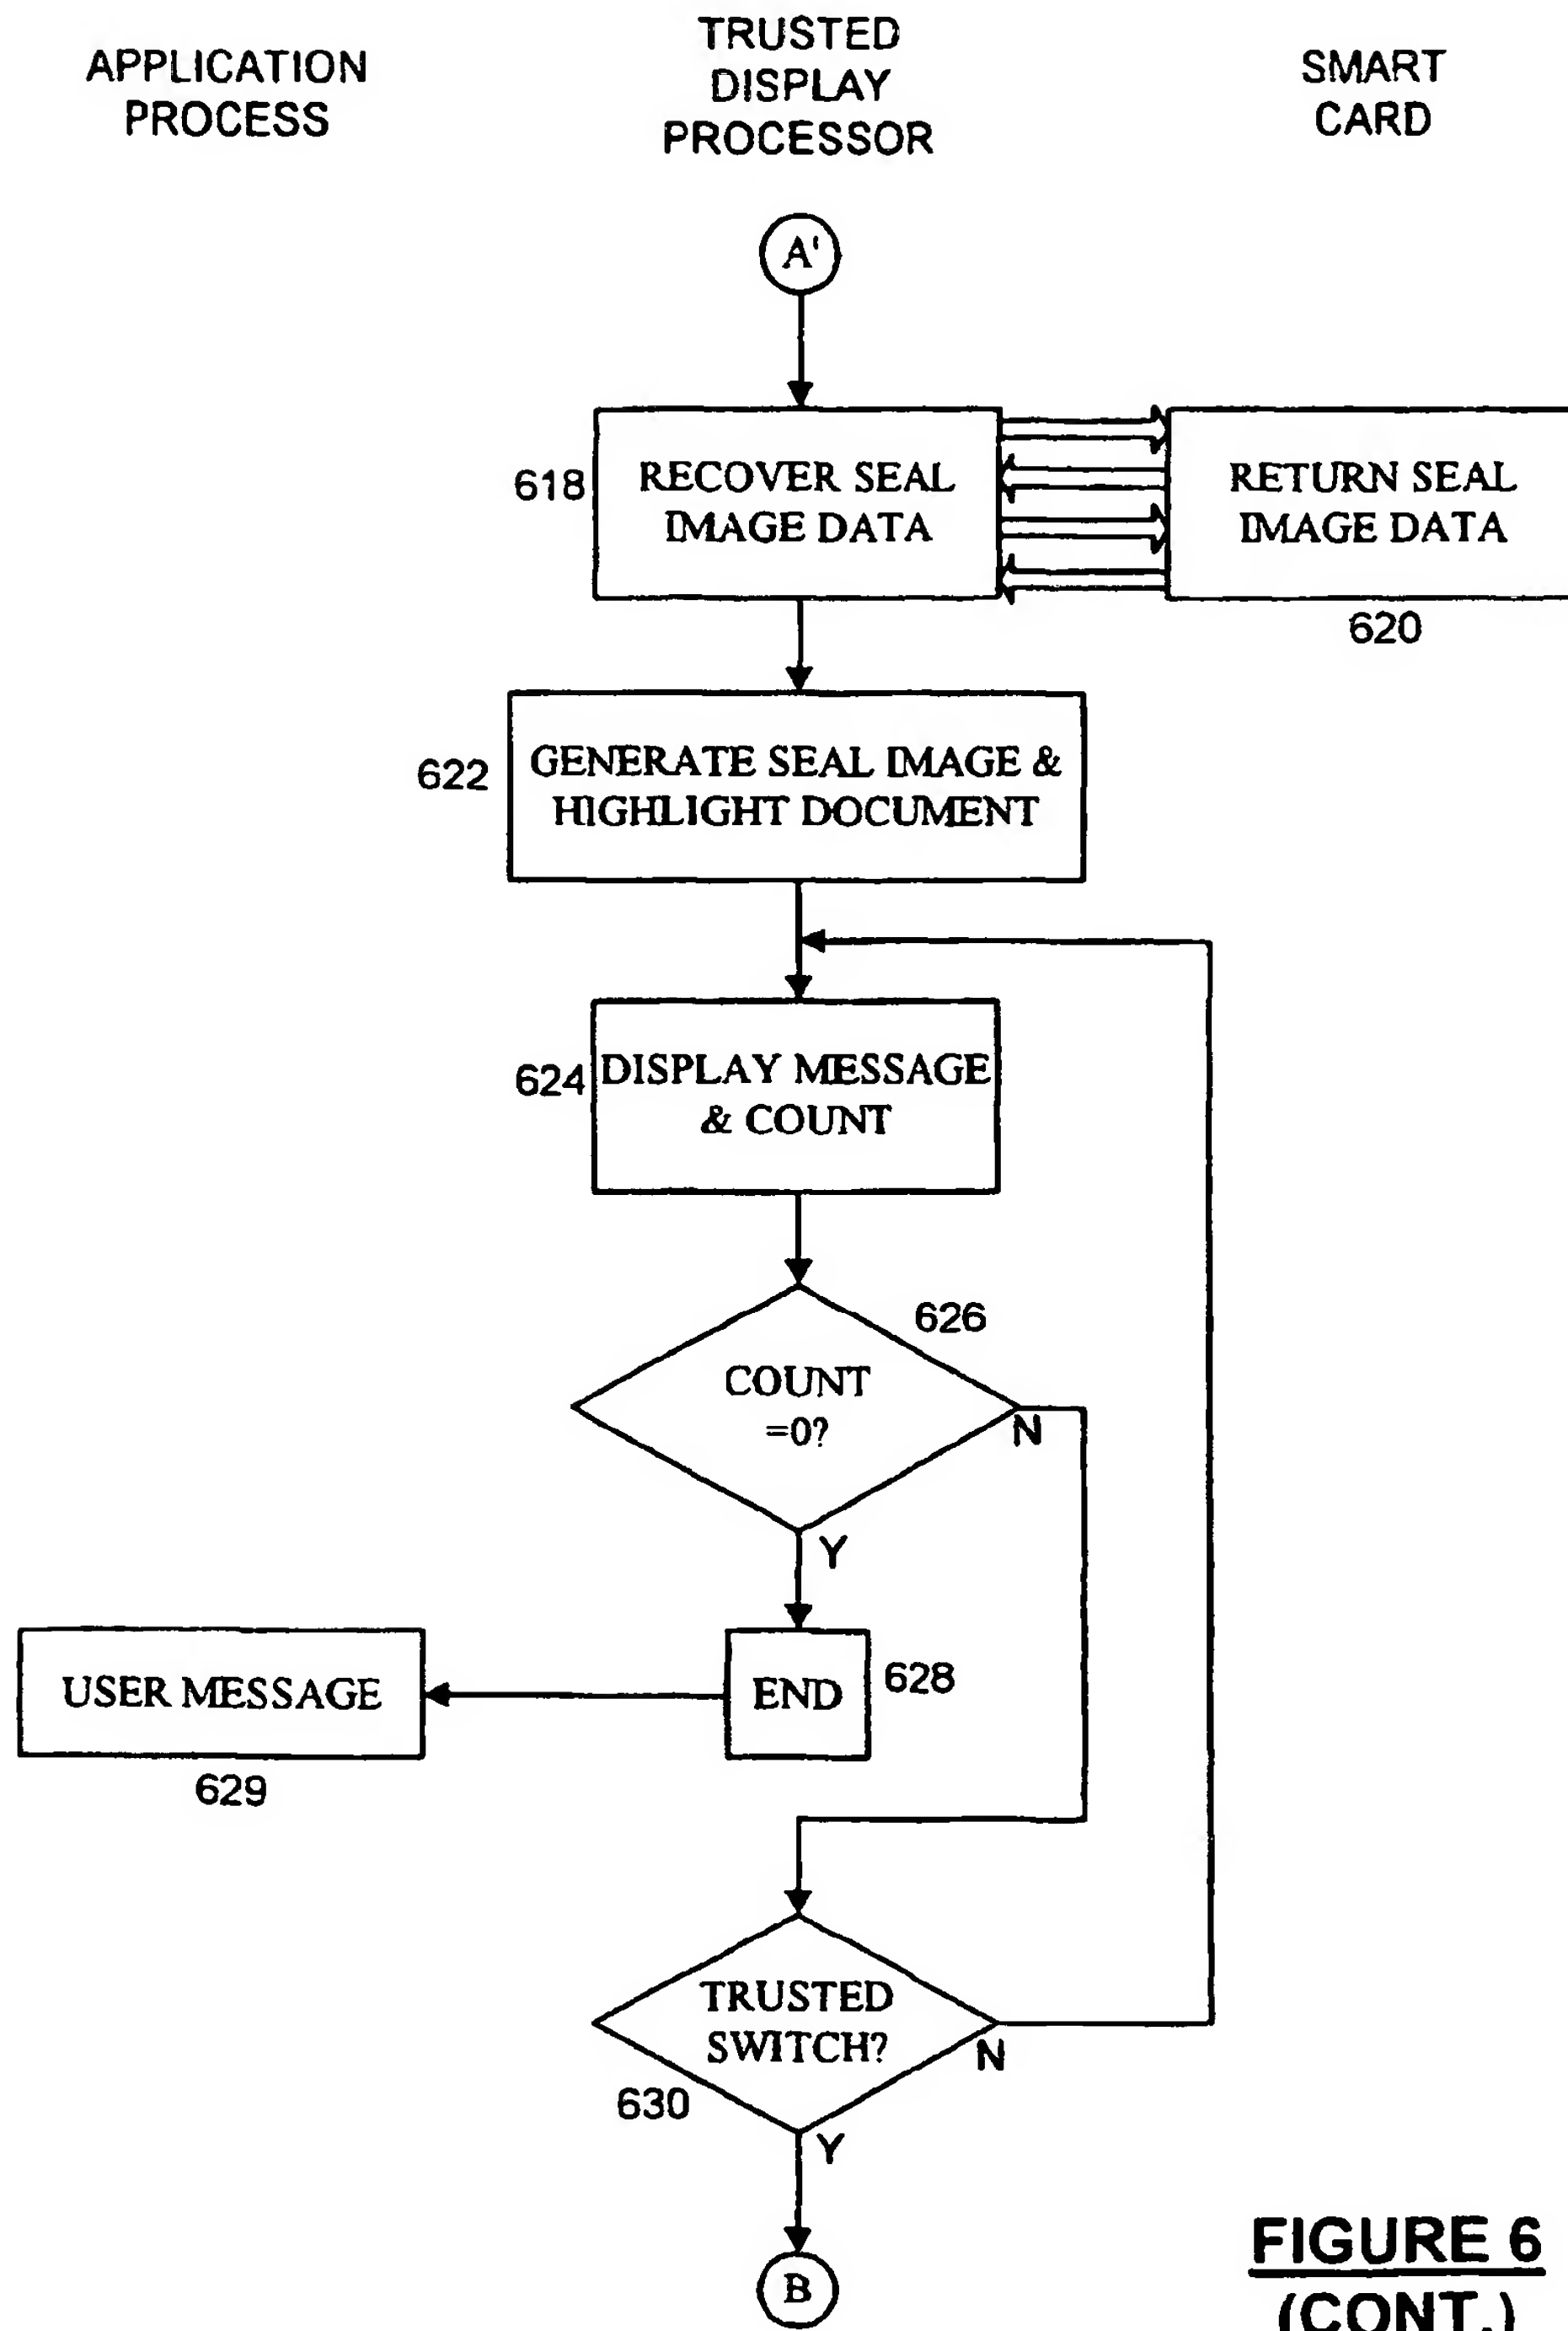 APPLICATION
PROCESS
TRUSTED
DISPLAY
PROCESSOR
SMART
CARD
A'
618
RECOVER SEAL
IMAGE DATA
RETURN SEAL
IMAGE DATA
620
622
GENERATE SEAL IMAGE &
HIGHLIGHT DOCUMENT
624
DISPLAY MESSAGE
& COUNT
626
COUNT
=0?
N
Y
USER MESSAGE
END
628
629
TRUSTED
SWITCH?
N
630
Y
B
FIGURE 6
(CONT.)